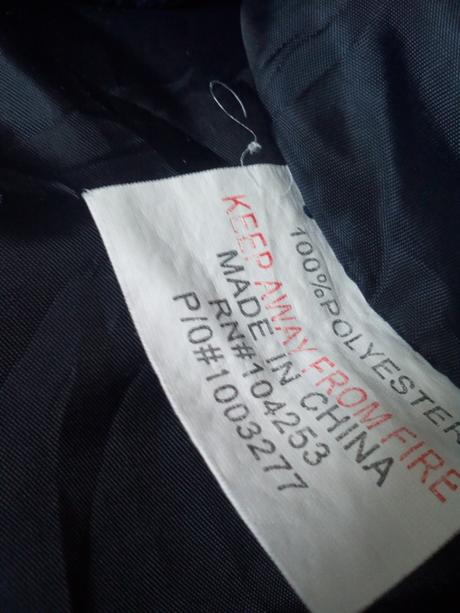 100%POLYESTER
KEEP AWAY FROM FIRE
MADE IN CHINA
RN#104253
P/O#1003277